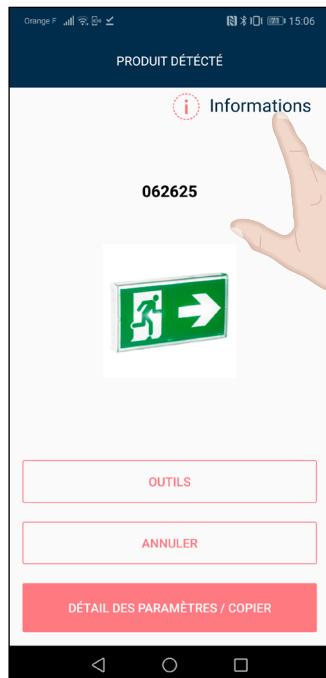 Orange F 15:06
PRODUIT DÉTÉCTÉ
i Informations
062625
OUTILS
ANNULER
DÉTAIL DES PARAMÈTRES / COPIER